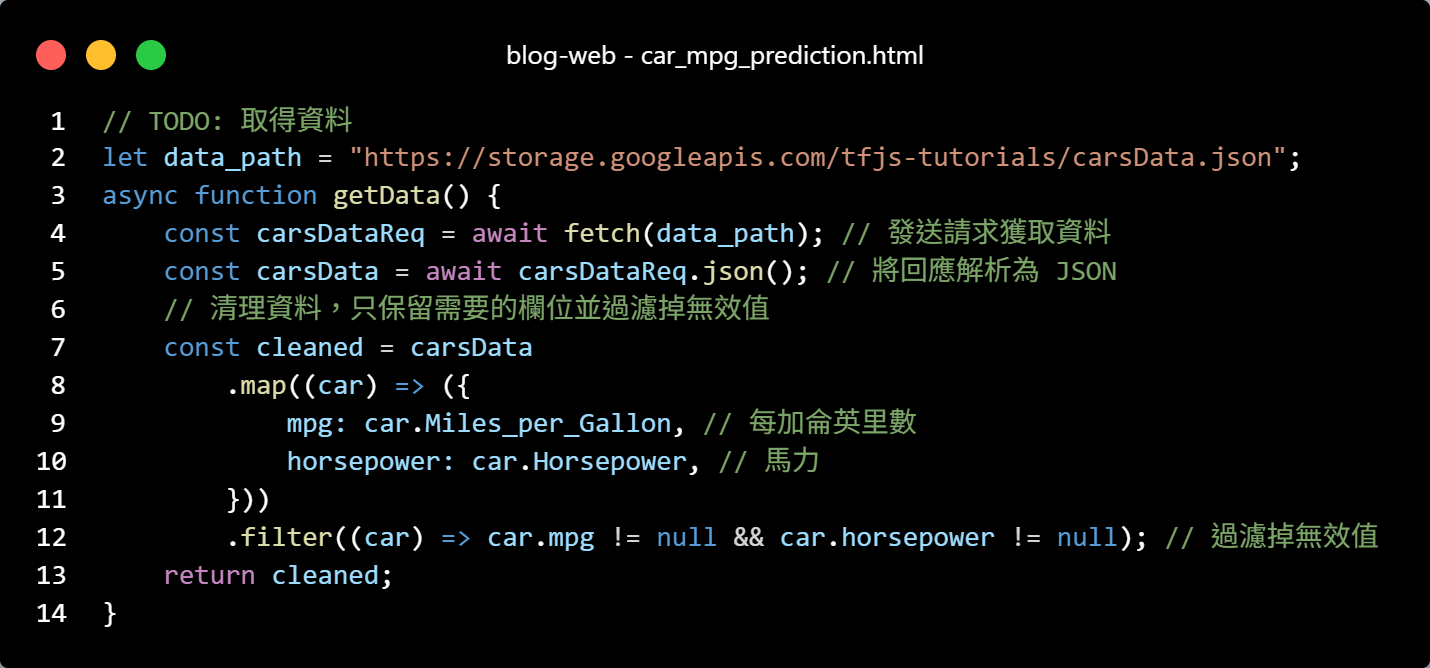 blog-web - car_mpg_prediction.html
1 // TODO: 取得資料
2 let data_path = "https://storage.googleapis.com/tfjs-tutorials/carsData.json";
3 async function getData() {
4     const carsDataReq = await fetch(data_path); // 發送請求獲取資料
5     const carsData = await carsDataReq.json(); // 將回應解析為 JSON
6     // 清理資料，只保留需要的欄位並過濾掉無效值
7     const cleaned = carsData
8         .map((car) => ({
9             mpg: car.Miles_per_Gallon, // 每加侖英里數
10             horsepower: car.Horsepower, // 馬力
11         }))
12         .filter((car) => car.mpg != null && car.horsepower != null); // 過濾掉無效值
13     return cleaned;
14 }